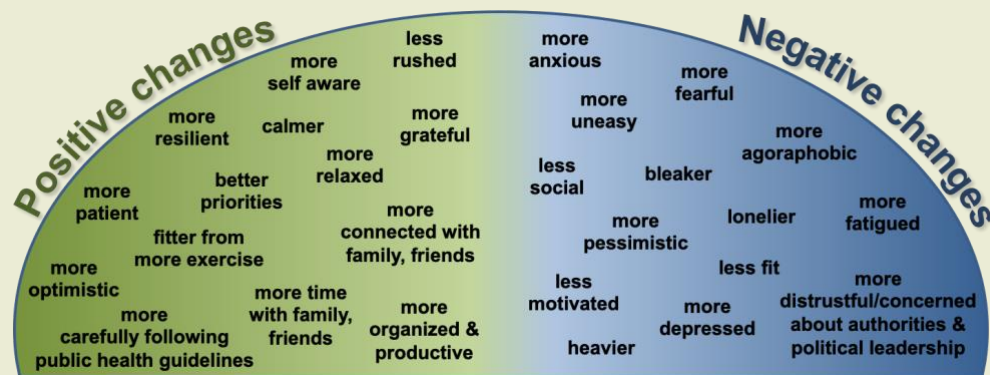 Positive changes
less
rushed
more
self aware
more
resilient
calmer
more
grateful
more
relaxed
more
patient
better
priorities
more
connected with
family, friends
fitter from
more exercise
more
optimistic
more time
with family,
friends
more
organized &
productive
more
carefully following
public health guidelines
Negative changes
more
anxious
more
fearful
more
uneasy
more
agoraphobic
less
social
bleaker
more
fatigued
lonelier
more
pessimistic
less fit
less
motivated
more
depressed
more
distrustful/concerned
about authorities &
political leadership
heavier